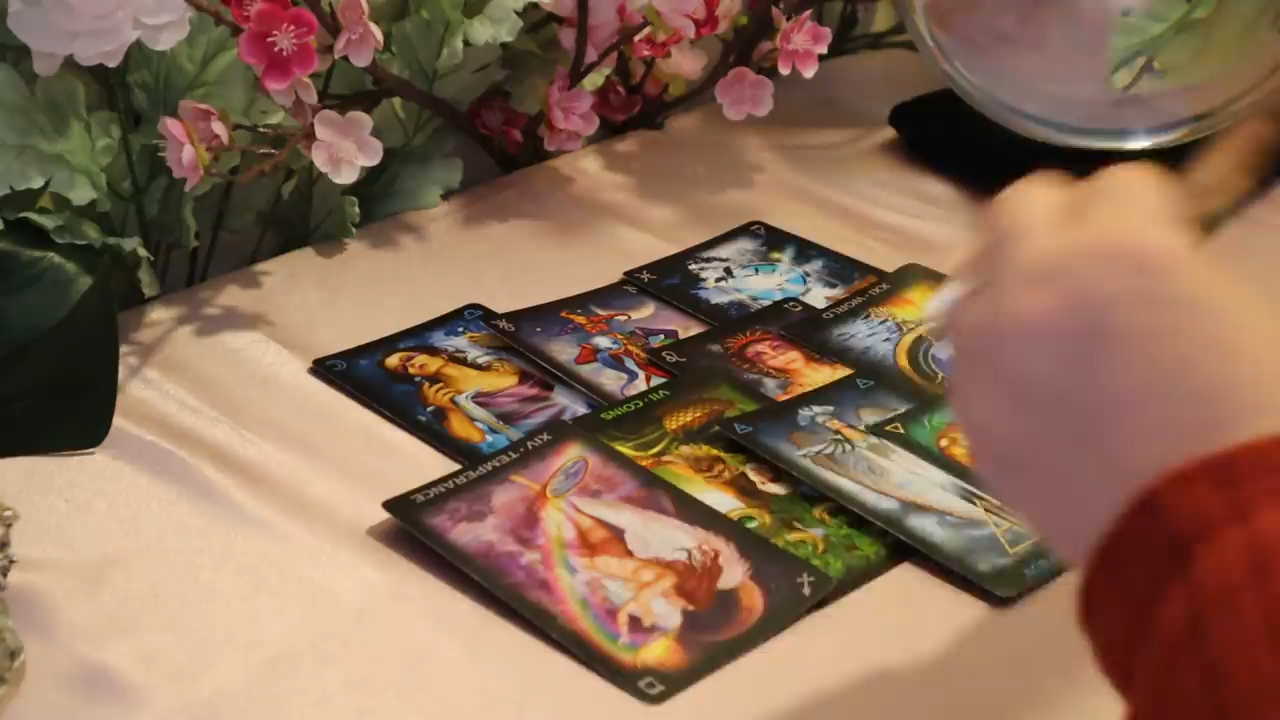 XXI · WORLD
VII · COINS
XIV · TEMPERANCE